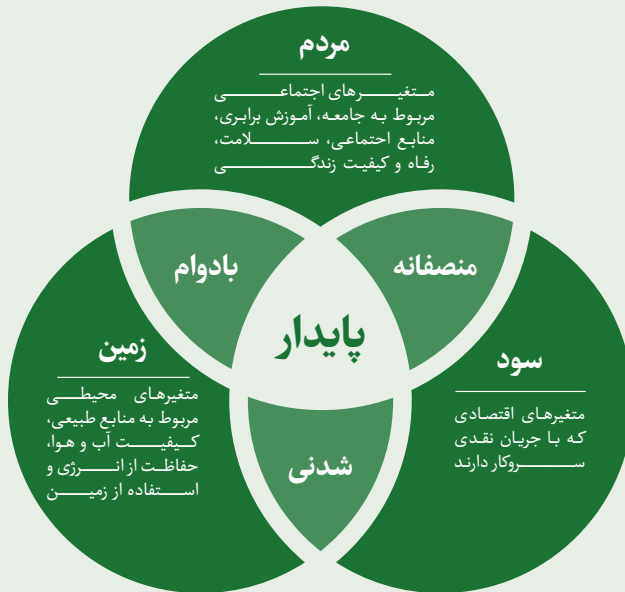 مردم
متغیرهای اجتماعی
مربوط به جامعه، آموزش برابری،
منابع احتماعی، سلامت،
رفاه و کیفیت زندگی
بادوام
منصفانه
پایدار
زمین
متغیرهای محیطی
مربوط به منابع طبیعی،
کیفیت آب و هوا،
حفاظت از انرژی و
استفاده از زمین
سود
متغیرهای اقتصادی
که با جریان نقدی
سروکار دارند
شدنی